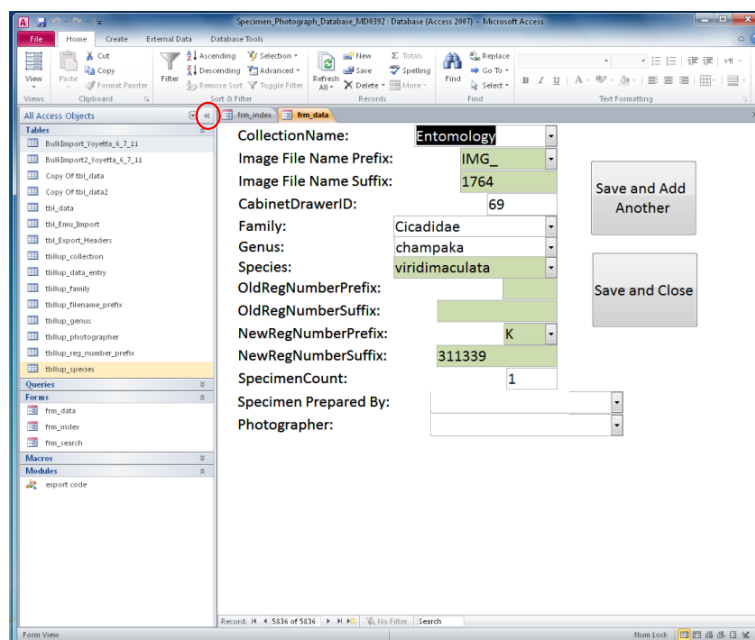 Specimen_Photograph_Database_MD0392 : Database (Access 2007) - Microsoft Access
File Home Create External Data Database Tools
View
Views
Paste
Cut
Copy
Format Painter
Clipboard
Filter
Ascending
Descending
Remove Sort
Selection
Advanced
Toggle Filter
Sort & Filter
Refresh All
New
Save
Delete
Totals
Spelling
More
Records
Find
Replace
Go To
Select
Find
B I U A
Text Formatting
All Access Objects «
frm_index frm_data
Tables
BulkImport_Yoyetta_6_7_11
BulkImport2_Yoyetta_6_7_11
Copy Of tbl_data
Copy Of tbl_data2
tbl_data
tbl_Emu_Import
tbl_Export_Headers
tbllup_collection
tbllup_data_entry
tbllup_family
tbllup_filename_prefix
tbllup_genus
tbllup_photographer
tbllup_reg_number_prefix
tbllup_species
Queries
Forms
frm_data
frm_index
frm_search
Macros
Modules
export code
CollectionName: Entomology
Image File Name Prefix: IMG_
Image File Name Suffix: 1764
CabinetDrawerID: 69
Family: Cicadidae
Genus: champaka
Species: viridimaculata
OldRegNumberPrefix:
OldRegNumberSuffix:
NewRegNumberPrefix: K
NewRegNumberSuffix: 311339
SpecimenCount: 1
Specimen Prepared By:
Photographer:
Save and Add
Another
Save and Close
Record: 5836 of 5836 No Filter Search
Form View Num Lock